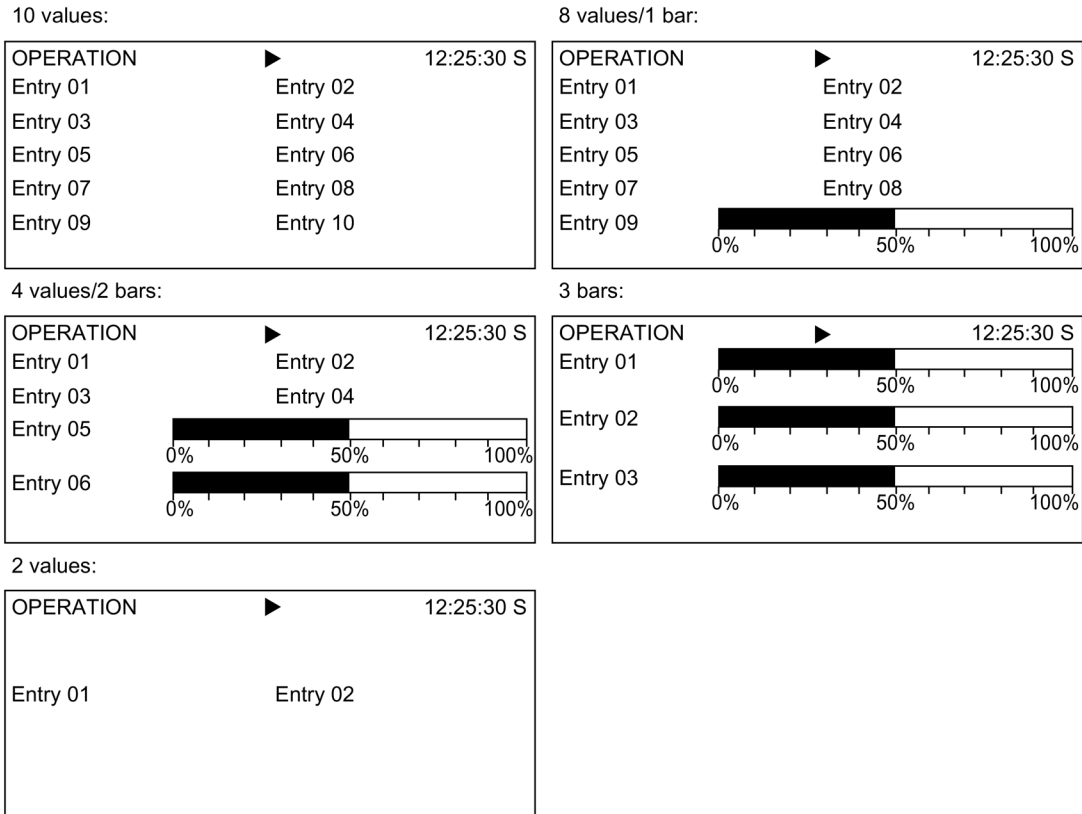 10 values:
OPERATION ▶ 12:25:30 S
Entry 01 Entry 02
Entry 03 Entry 04
Entry 05 Entry 06
Entry 07 Entry 08
Entry 09 Entry 10
8 values/1 bar:
OPERATION ▶ 12:25:30 S
Entry 01 Entry 02
Entry 03 Entry 04
Entry 05 Entry 06
Entry 07 Entry 08
Entry 09
0% 50% 100%
4 values/2 bars:
OPERATION ▶ 12:25:30 S
Entry 01 Entry 02
Entry 03 Entry 04
Entry 05
0% 50% 100%
Entry 06
0% 50% 100%
3 bars:
OPERATION ▶ 12:25:30 S
Entry 01
0% 50% 100%
Entry 02
0% 50% 100%
Entry 03
0% 50% 100%
2 values:
OPERATION ▶ 12:25:30 S
Entry 01 Entry 02